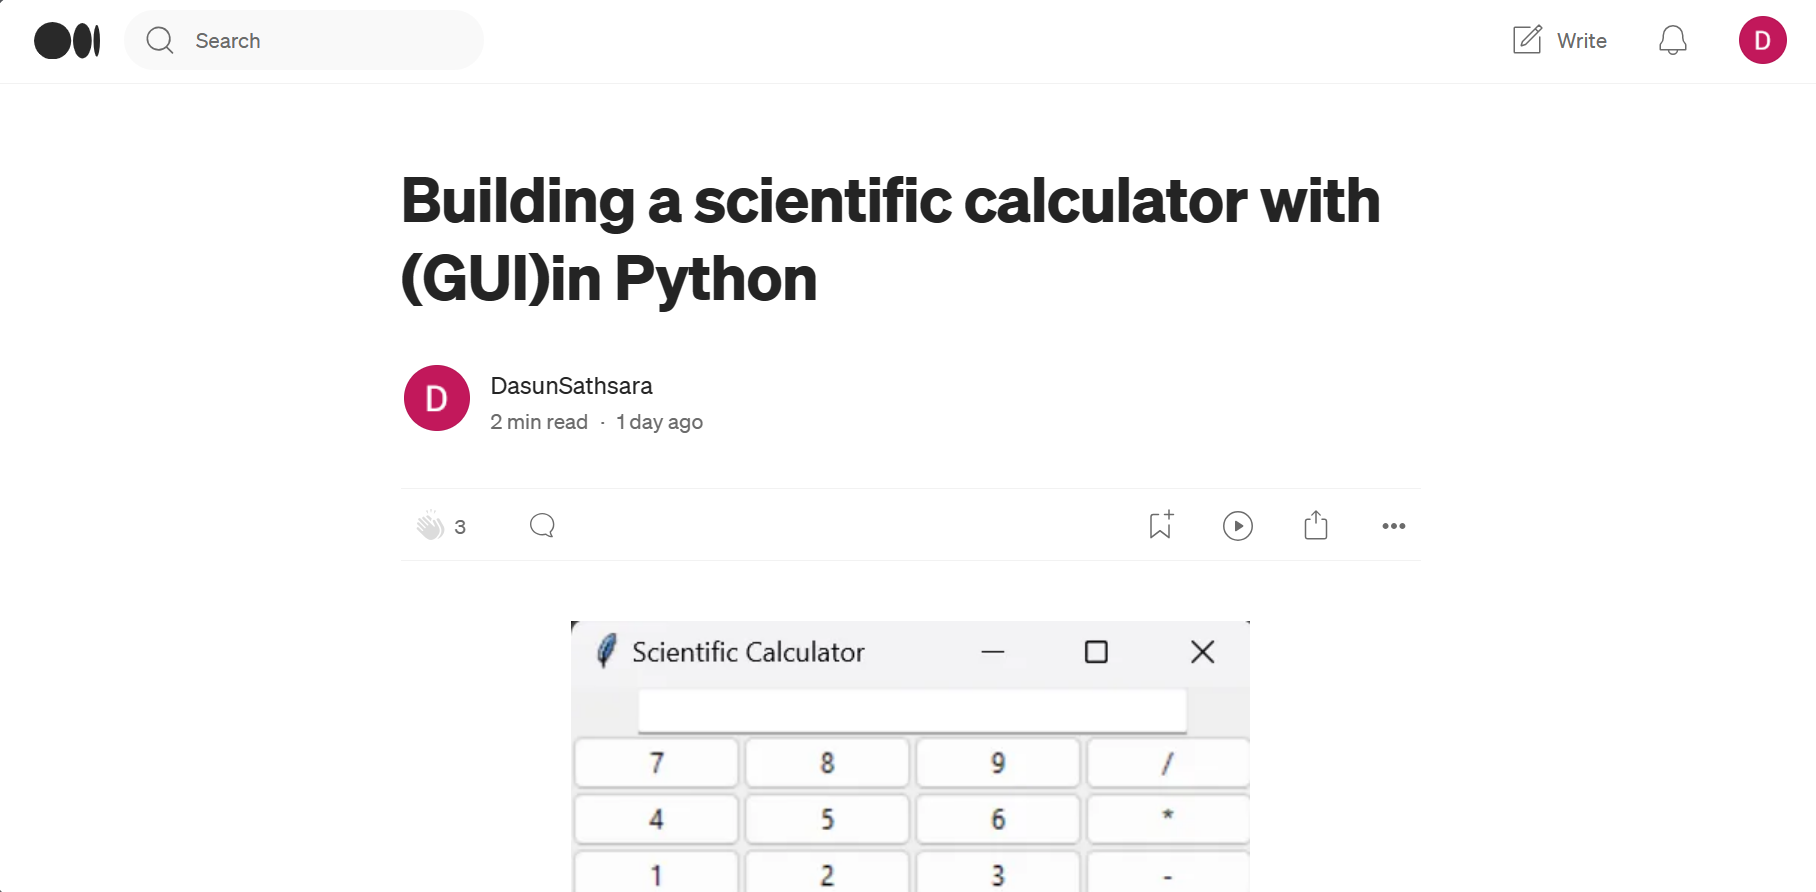 Search
Write
D
Building a scientific calculator with
(GUI)in Python
D
DasunSathsara
2 min read · 1 day ago
3
Scientific Calculator
7 8 9 /
4 5 6 *
1 2 3 -